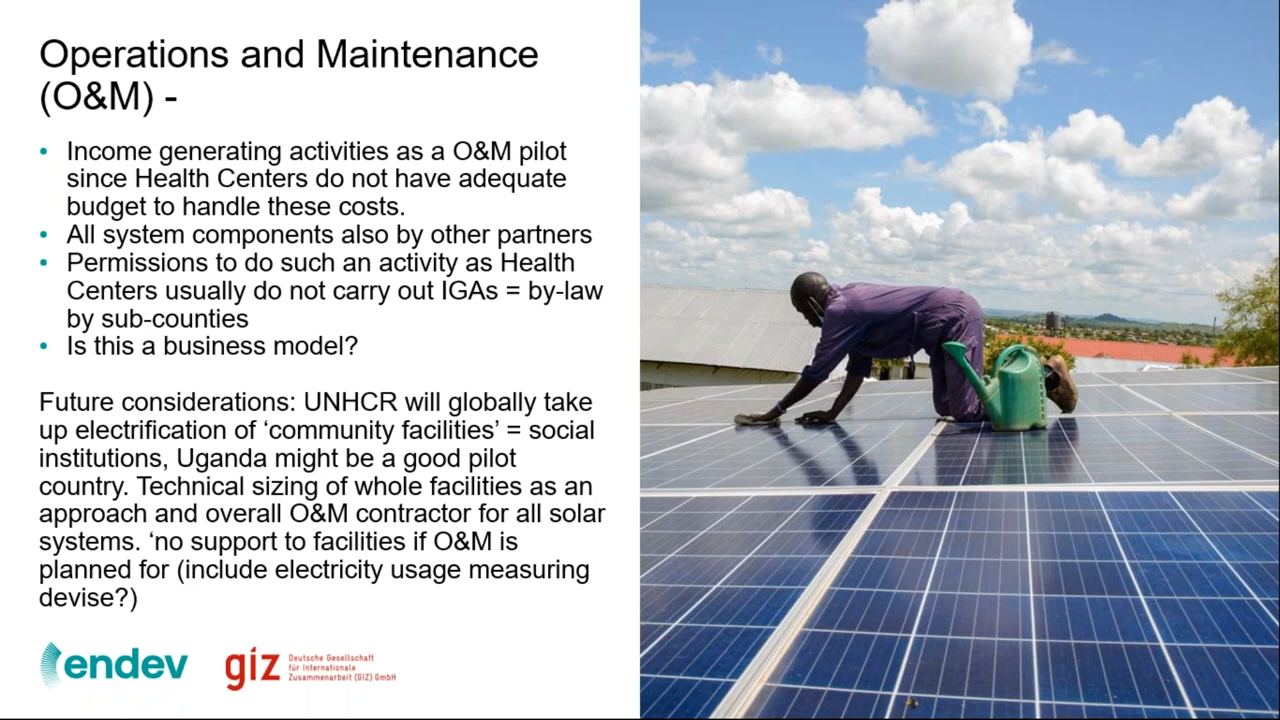 Operations and Maintenance
(O&M) -
• Income generating activities as a O&M pilot
since Health Centers do not have adequate
budget to handle these costs.
• All system components also by other partners
• Permissions to do such an activity as Health
Centers usually do not carry out IGAs = by-law
by sub-counties
• Is this a business model?
Future considerations: UNHCR will globally take
up electrification of ‘community facilities’ = social
institutions, Uganda might be a good pilot
country. Technical sizing of whole facilities as an
approach and overall O&M contractor for all solar
systems. ‘no support to facilities if O&M is
planned for (include electricity usage measuring
devise?)
endev
giz
Deutsche Gesellschaft
für Internationale
Zusammenarbeit (GIZ) GmbH